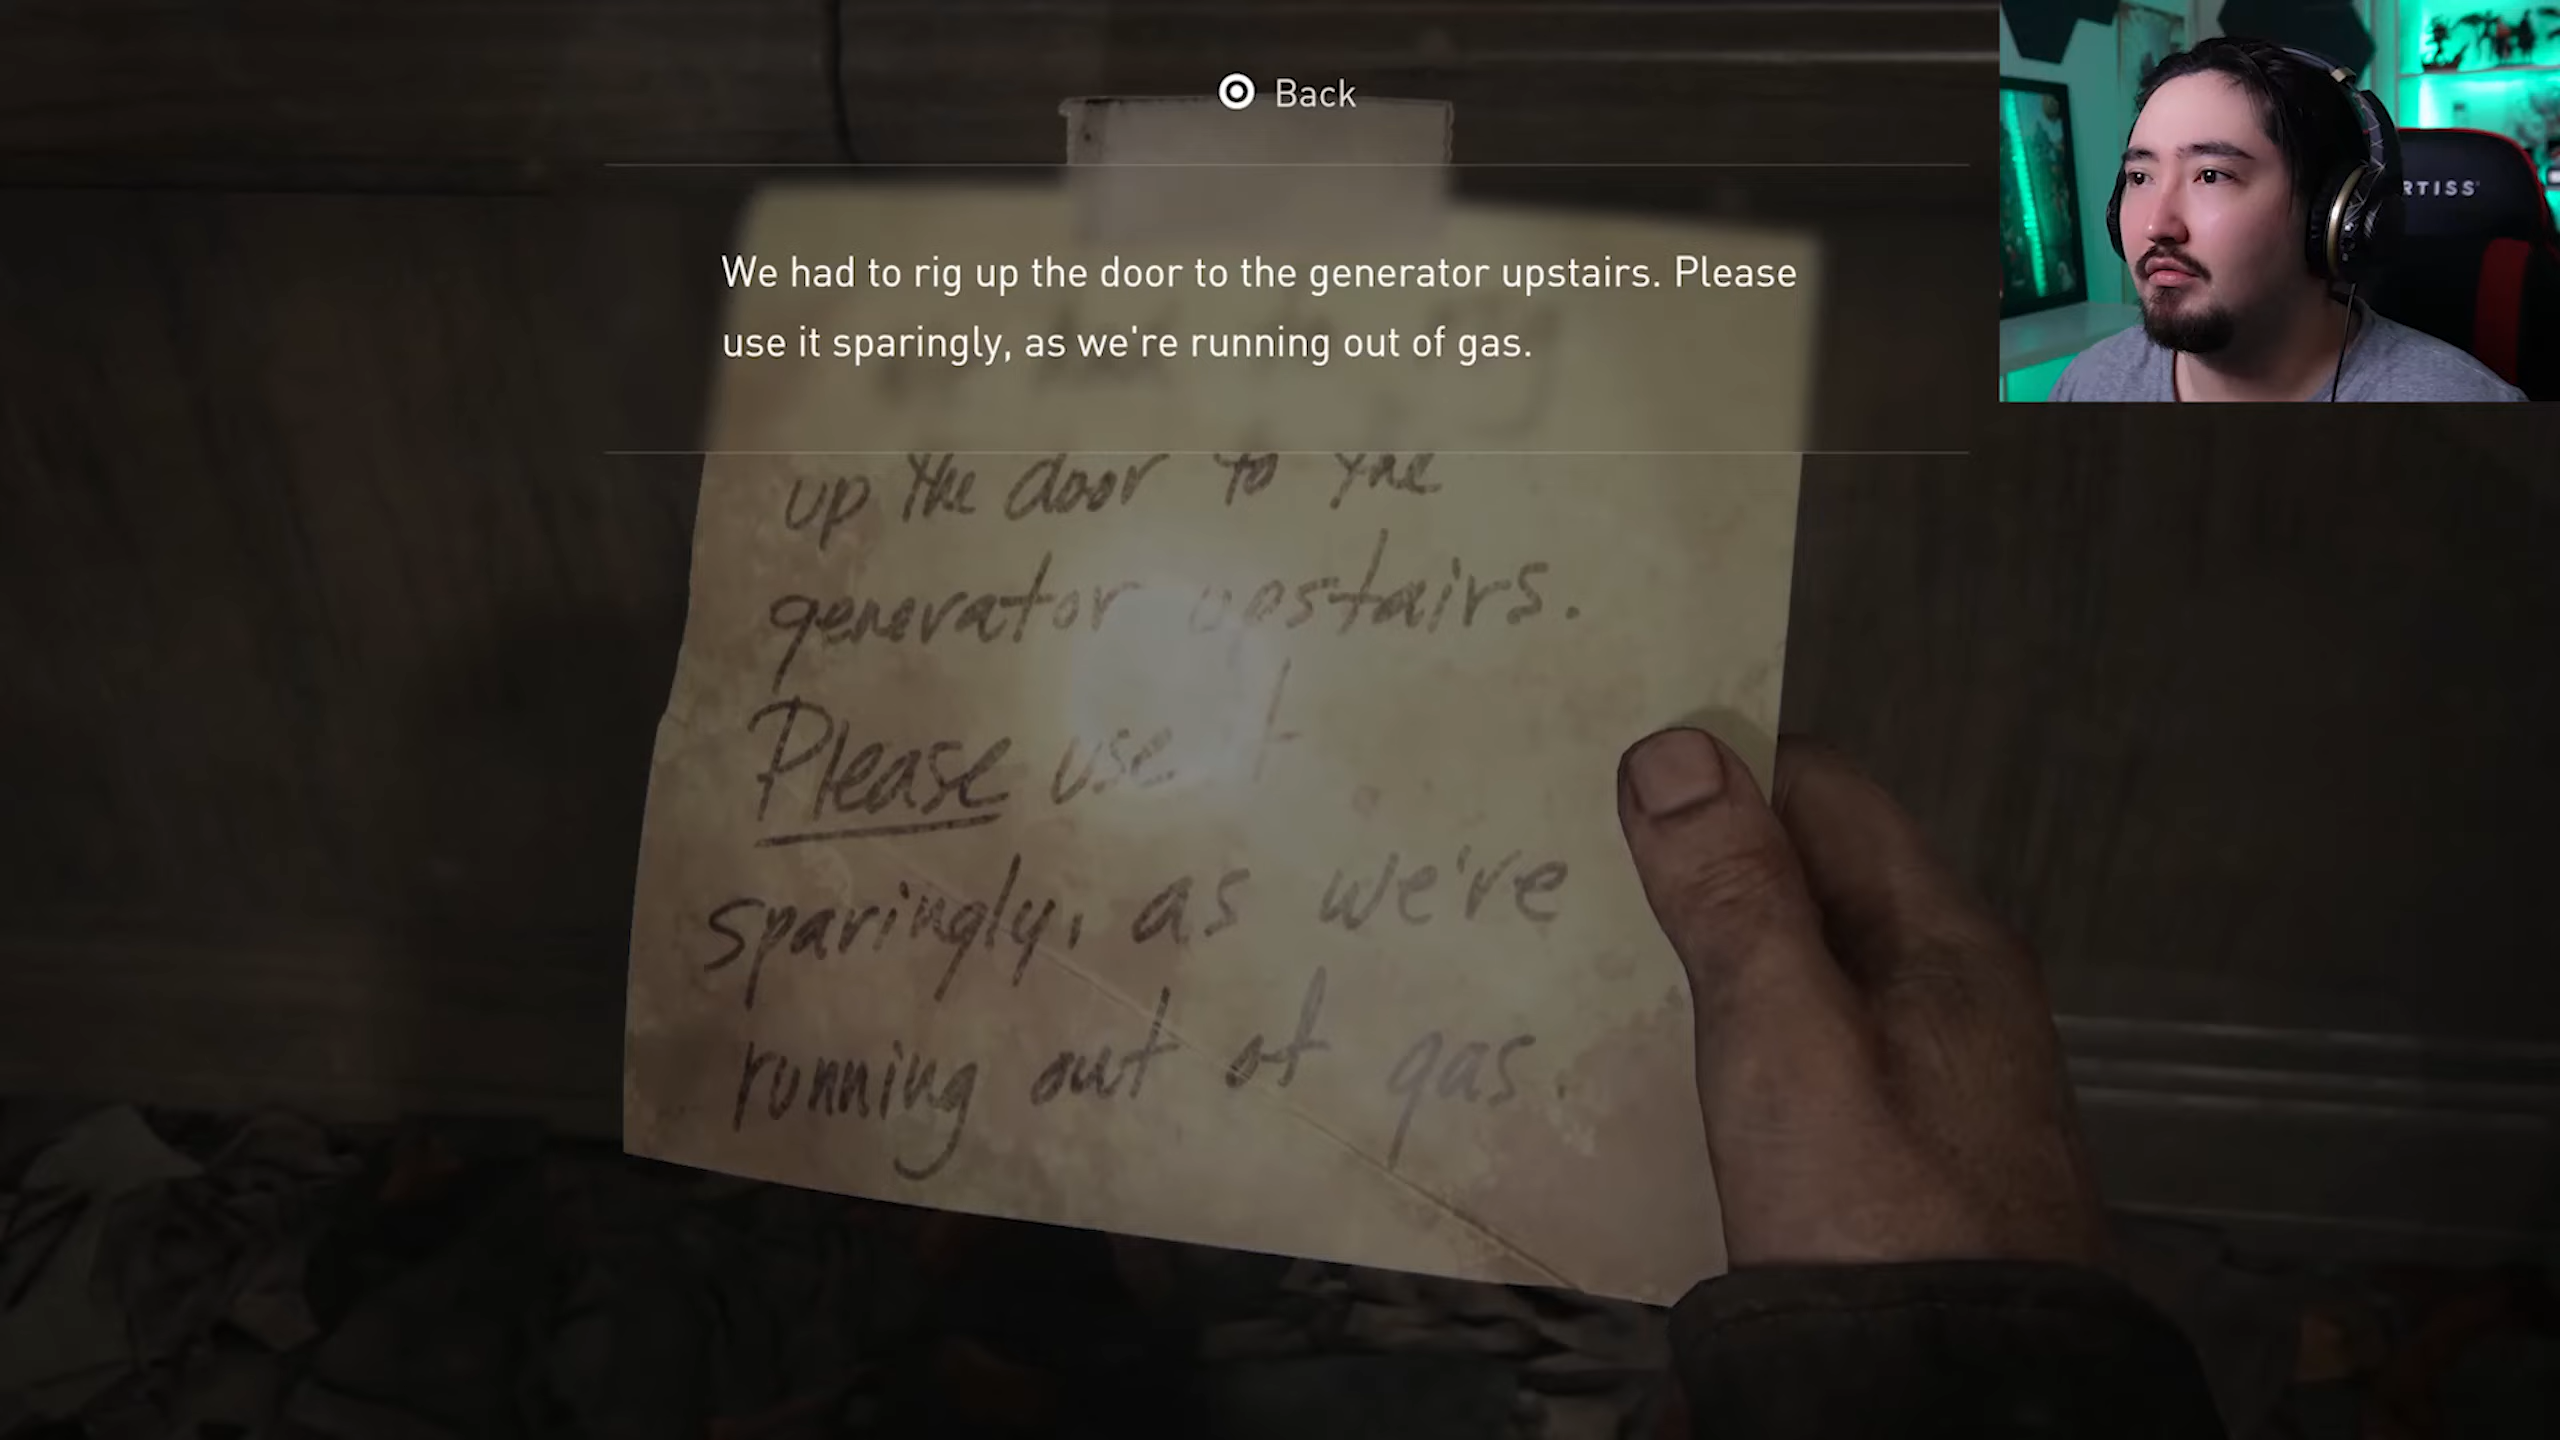 Back
We had to rig up the door to the generator upstairs. Please
use it sparingly, as we're running out of gas.
up the door to the
generator upstairs.
Please use it
sparingly, as we're
running out of gas.
RTISS